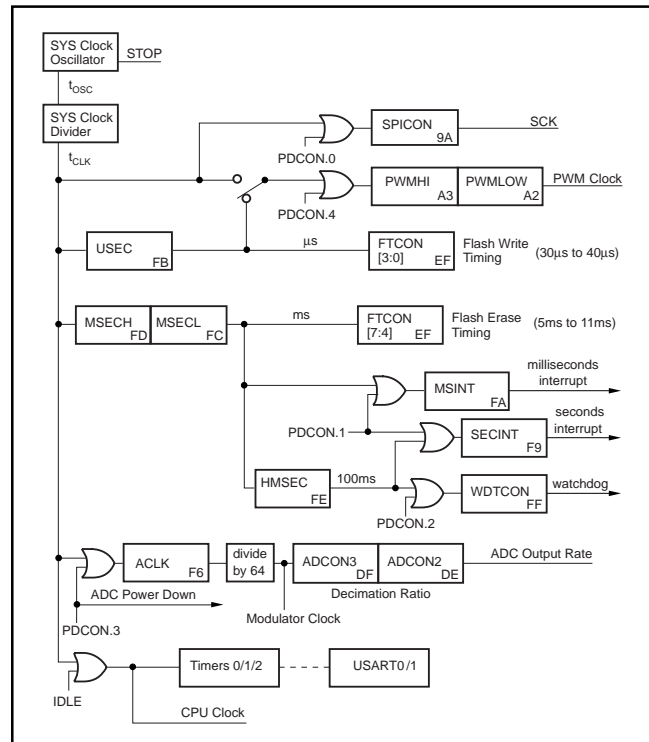 SYS Clock
Oscillator
STOP
tOSC
SYS Clock
Divider
tCLK
SPICON
9A
SCK
PDCON.0
PWMHI
A3
PWMLOW
A2
PWM Clock
PDCON.4
USEC
FB
μs
FTCON
[3:0]
EF
Flash Write
Timing
(30μs to 40μs)
MSECH
FD
MSECL
FC
ms
FTCON
[7:4]
EF
Flash Erase
Timing
(5ms to 11ms)
MSINT
FA
milliseconds
interrupt
PDCON.1
SECINT
F9
seconds
interrupt
HMSEC
FE
100ms
WDTCON
FF
watchdog
PDCON.2
ACLK
F6
divide
by 64
ADCON3
DF
ADCON2
DE
ADC Output Rate
Decimation Ratio
ADC Power Down
Modulator Clock
PDCON.3
Timers 0/1/2
USART0/1
IDLE
CPU Clock